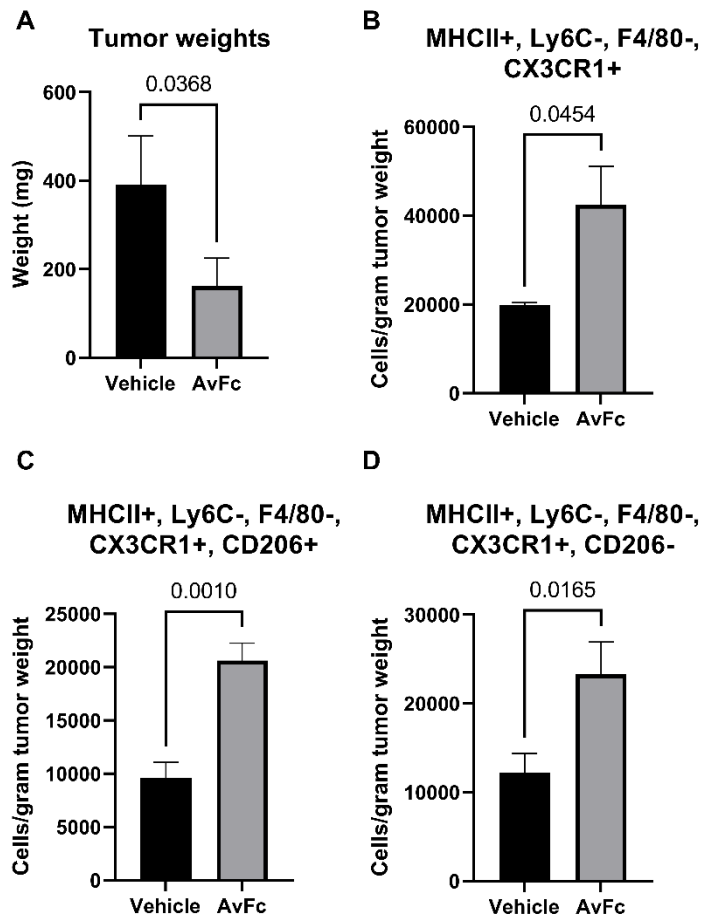 A
Tumor weights
0.0368
600
400
200
0
Weight (mg)
Vehicle AvFc
B
MHCII+, Ly6C-, F4/80-,
CX3CR1+
0.0454
60000
40000
20000
0
Cells/gram tumor weight
Vehicle AvFc
C
MHCII+, Ly6C-, F4/80-,
CX3CR1+, CD206+
0.0010
25000
20000
15000
10000
5000
0
Cells/gram tumor weight
Vehicle AvFc
D
MHCII+, Ly6C-, F4/80-,
CX3CR1+, CD206-
0.0165
30000
20000
10000
0
Cells/gram tumor weight
Vehicle AvFc